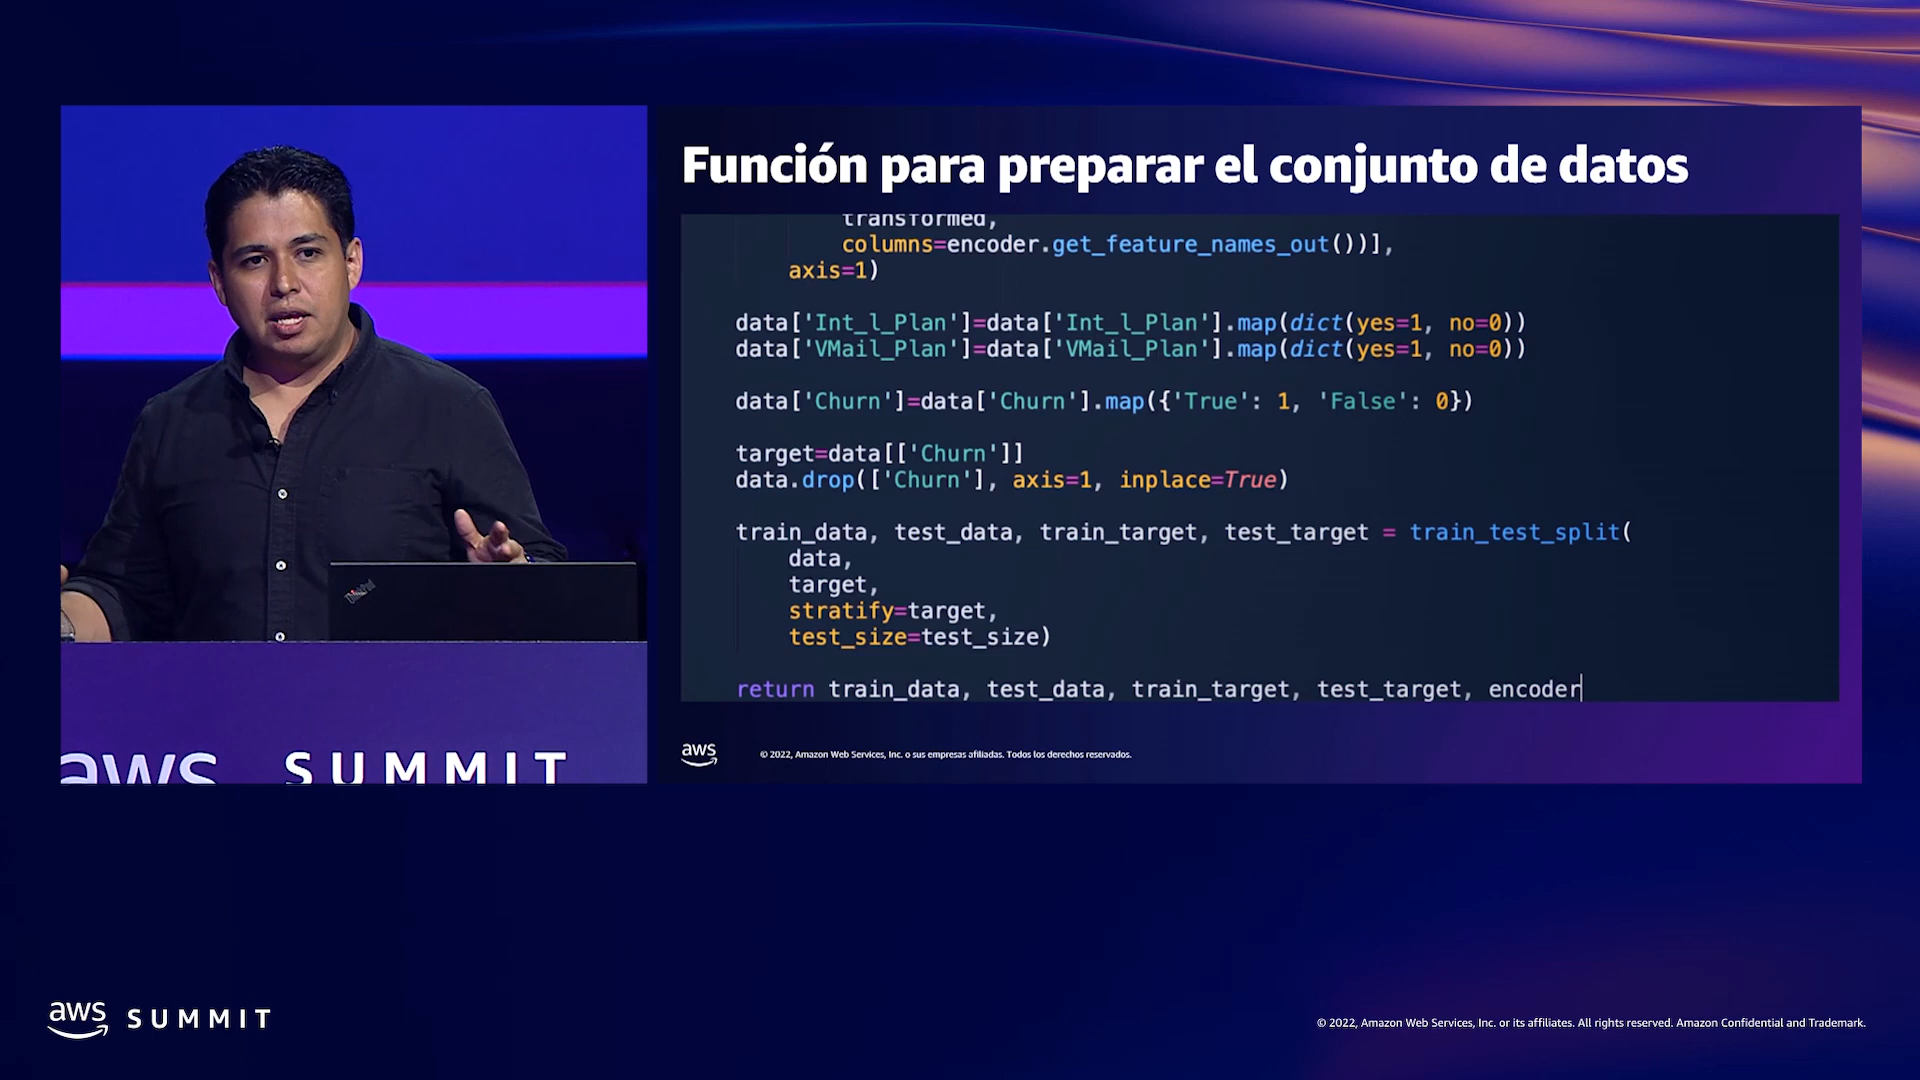 Función para preparar el conjunto de datos
transformed,
columns=encoder.get_feature_names_out())],
axis=1)
data['Int_l_Plan']=data['Int_l_Plan'].map(dict(yes=1, no=0))
data['VMail_Plan']=data['VMail_Plan'].map(dict(yes=1, no=0))
data['Churn']=data['Churn'].map({'True': 1, 'False': 0})
target=data[['Churn']]
data.drop(['Churn'], axis=1, inplace=True)
train_data, test_data, train_target, test_target = train_test_split(
data,
target,
stratify=target,
test_size=test_size)
return train_data, test_data, train_target, test_target, encoder
aws
© 2022, Amazon Web Services, Inc. o sus empresas afiliadas. Todos los derechos reservados.
ThinkPad
aws SUMMIT
aws SUMMIT
© 2022, Amazon Web Services, Inc. or its affiliates. All rights reserved. Amazon Confidential and Trademark.